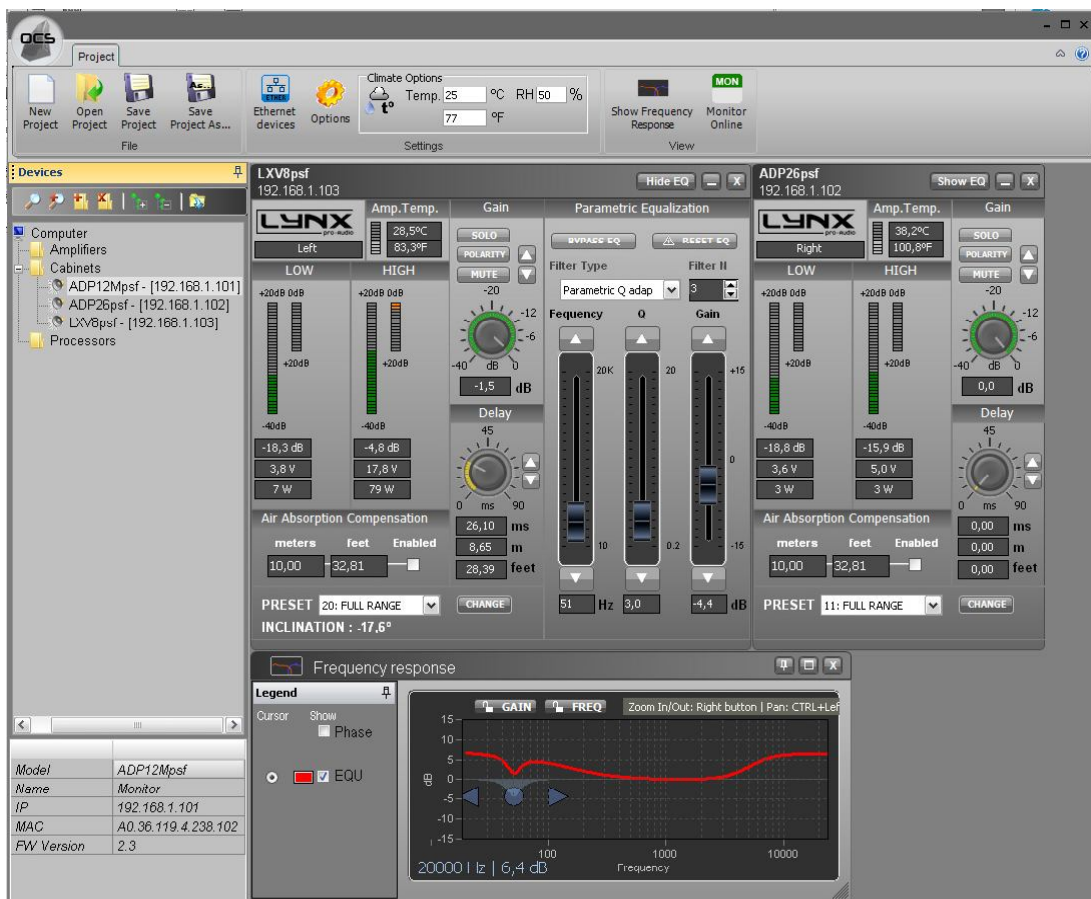 OCS
Project
New Project
Open Project
Save Project
As...
Save Project As...
File
ETHER
Ethernet devices
Options
Climate Options
Temp. 25 ºC RH 50 %
tº
77 ºF
Settings
Show Frequency Response
MON
Monitor Online
View
Devices
Computer
Amplifiers
Cabinets
ADP12Mpsf - [192.168.1.101]
ADP26psf - [192.168.1.102]
LXV8psf - [192.168.1.103]
Processors
Model ADP12Mpsf
Name Monitor
IP 192.168.1.101
MAC A0.36.119.4.238.102
FW Version 2.3
LXV8psf
192.168.1.103
Hide EQ
X
LYNX
pro-audio
Left
Amp.Temp.
28,5ºC
83,3ºF
LOW HIGH
+20dB 0dB +20dB 0dB
+20dB +20dB
-40dB -40dB
-18,3 dB -4,8 dB
3,8 V 17,8 V
7 W 79 W
Air Absorption Compensation
meters feet Enabled
10,00 32,81
PRESET 20: FULL RANGE CHANGE
INCLINATION : -17,6°
Gain
SOLO
POLARITY
MUTE
-20
-12
-6
-40 dB 0
-1,5 dB
Delay
45
0 ms 90
26,10 ms
8,65 m
28,39 feet
Parametric Equalization
BYPASS EQ RESET EQ
Filter Type Filter II
Parametric Q adap 3
Fequency Q Gain
20K 20 +15
0
10 0.2 -15
51 Hz 3,0 -4,4 dB
ADP26psf
192.168.1.102
Show EQ
X
LYNX
pro-audio
Right
Amp.Temp.
38,2ºC
100,8ºF
LOW HIGH
+20dB 0dB +20dB 0dB
+20dB +20dB
-40dB -40dB
-18,8 dB -15,9 dB
3,6 V 5,0 V
3 W 3 W
Air Absorption Compensation
meters feet Enabled
10,00 32,81
PRESET 11: FULL RANGE CHANGE
Gain
SOLO
POLARITY
MUTE
-20
-12
-6
-40 dB 0
0,0 dB
Delay
45
0 ms 90
0,00 ms
0,00 m
0,00 feet
Frequency response
X
Legend
Cursor Show
Phase
EQU
GAIN FREQ Zoom In/Out: Right button | Pan: CTRL+Lef
15
10
5
dB 0
-5
-10
-15
100 1000 10000
20000 Hz | 6,4 dB Frequency